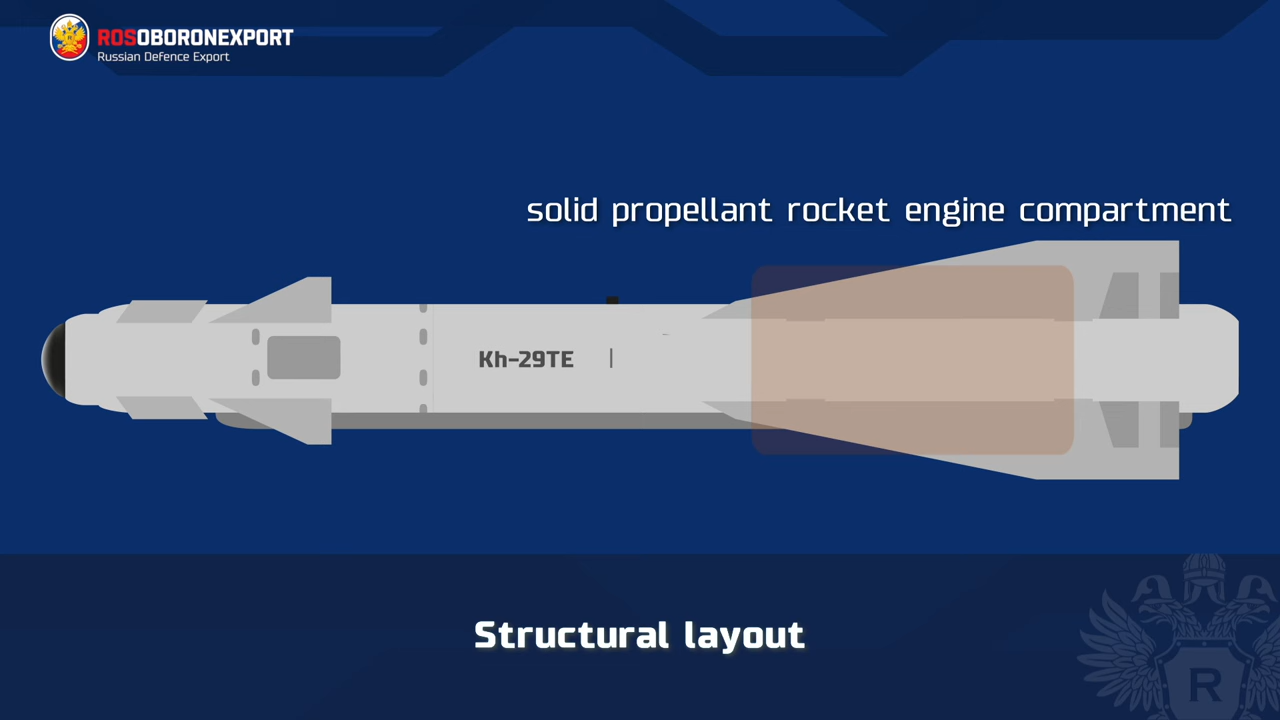 ROSOBORONEXPORT
Russian Defence Export
solid propellant rocket engine compartment
Kh-29TE
Structural layout
R